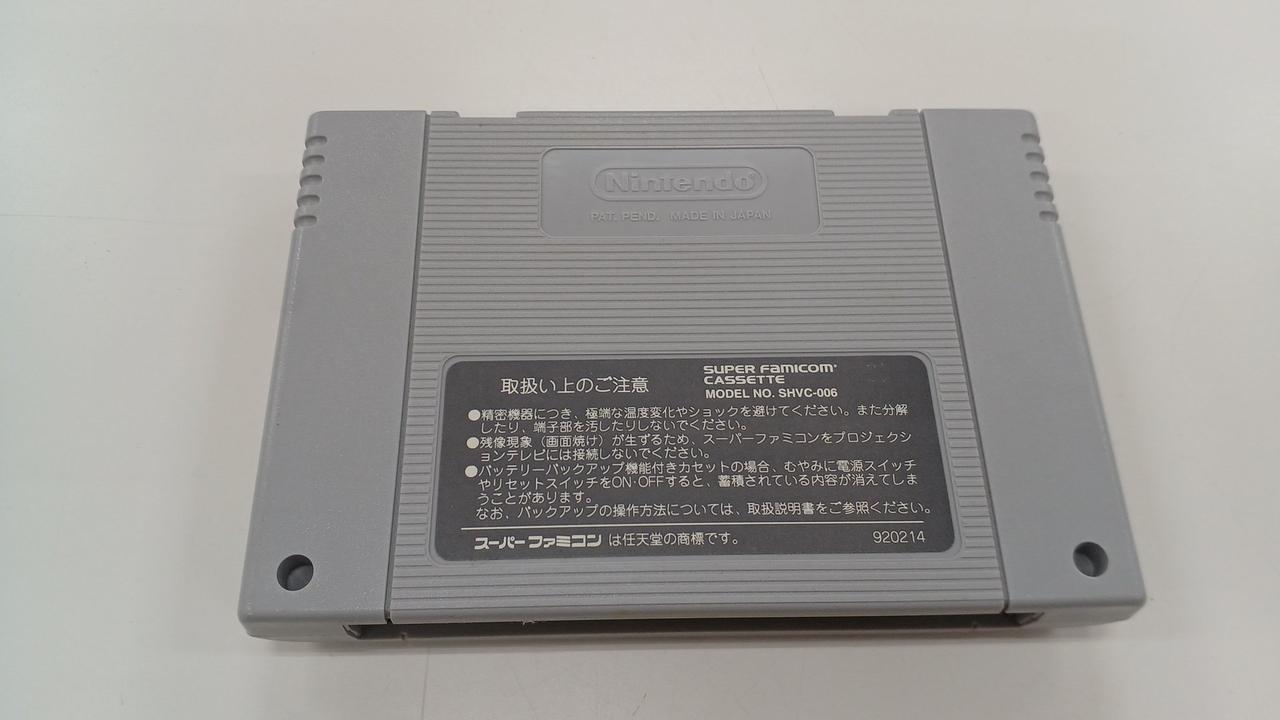 Nintendo
PAT. PEND. MADE IN JAPAN
取扱い上のご注意
SUPER FAMICOM
CASSETTE
MODEL NO. SHVC-006
●精密機器につき、極端な温度変化やショックを避けてください。また分解
したり、端子部を汚したりしないでください。
●残像現象（画面焼け）が生ずるため、スーパーファミコンをプロジェクシ
ョンテレビには接続しないでください。
●バッテリーバックアップ機能付きカセットの場合、むやみに電源スイッチ
やリセットスイッチをON・OFFすると、蓄積されている内容が消えてしま
うことがあります。
なお、バックアップの操作方法については、取扱説明書をご参照ください。
スーパーファミコン は任天堂の商標です。
920214